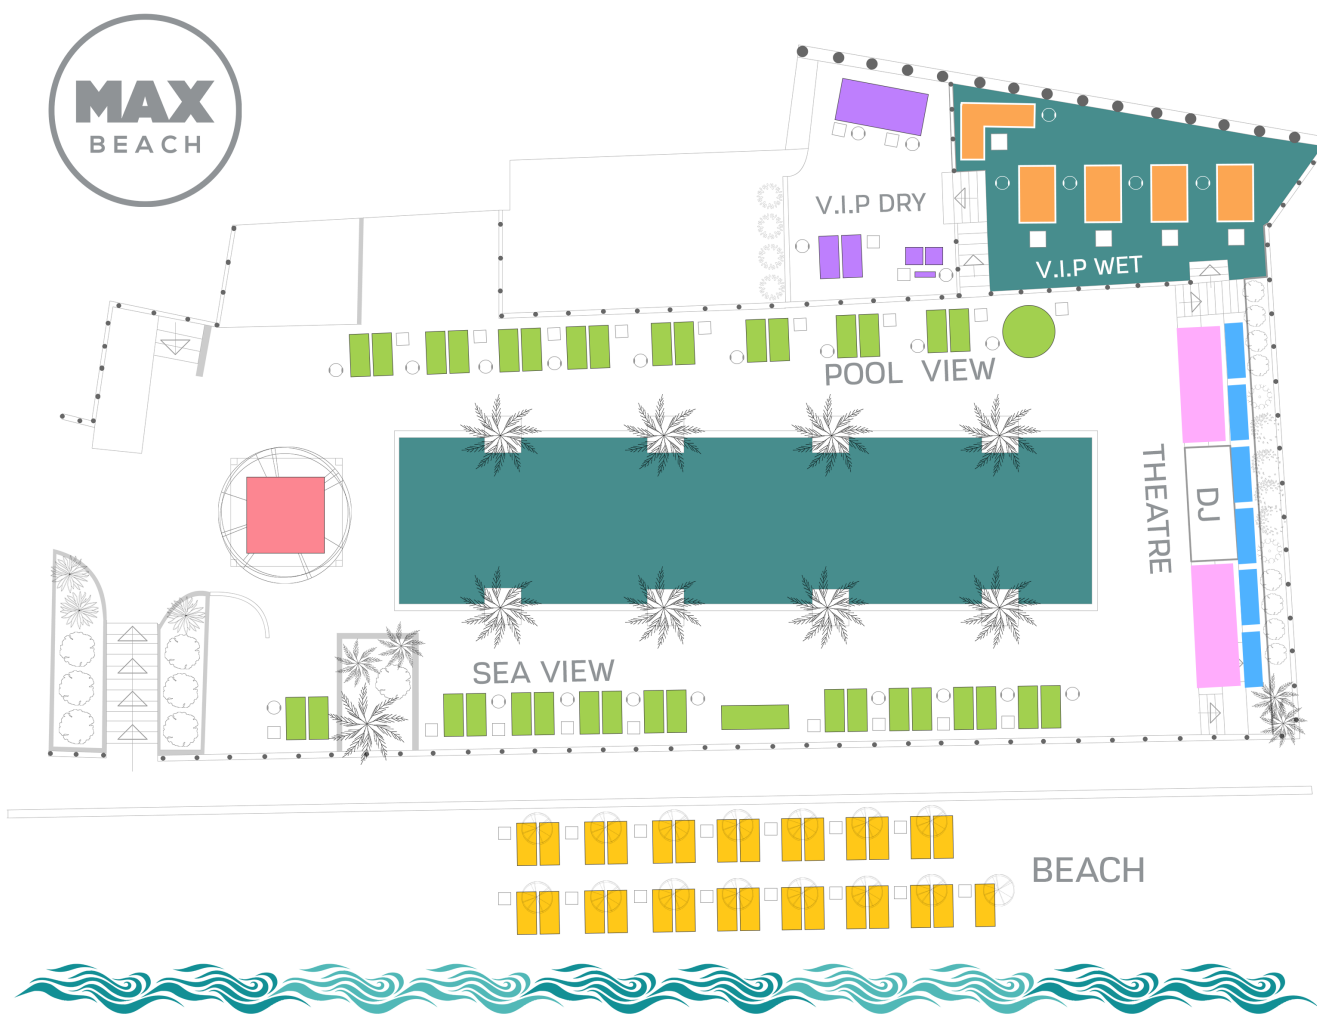 MAX
BEACH
V.I.P DRY
V.I.P WET
POOL VIEW
THEATRE
DJ
SEA VIEW
BEACH